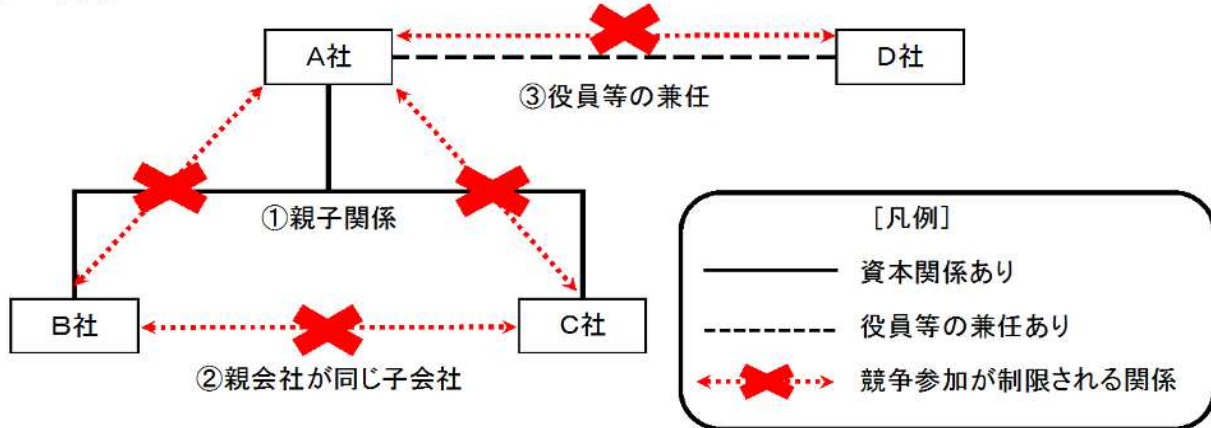 A社
D社
③役員等の兼任
①親子関係
B社
C社
②親会社が同じ子会社
[凡例]
資本関係あり
役員等の兼任あり
競争参加が制限される関係